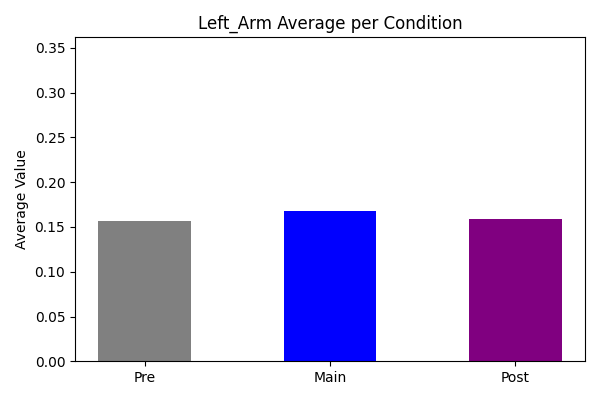 Left_Arm Average per Condition
Average Value
0.35
0.30
0.25
0.20
0.15
0.10
0.05
0.00
Pre
Main
Post